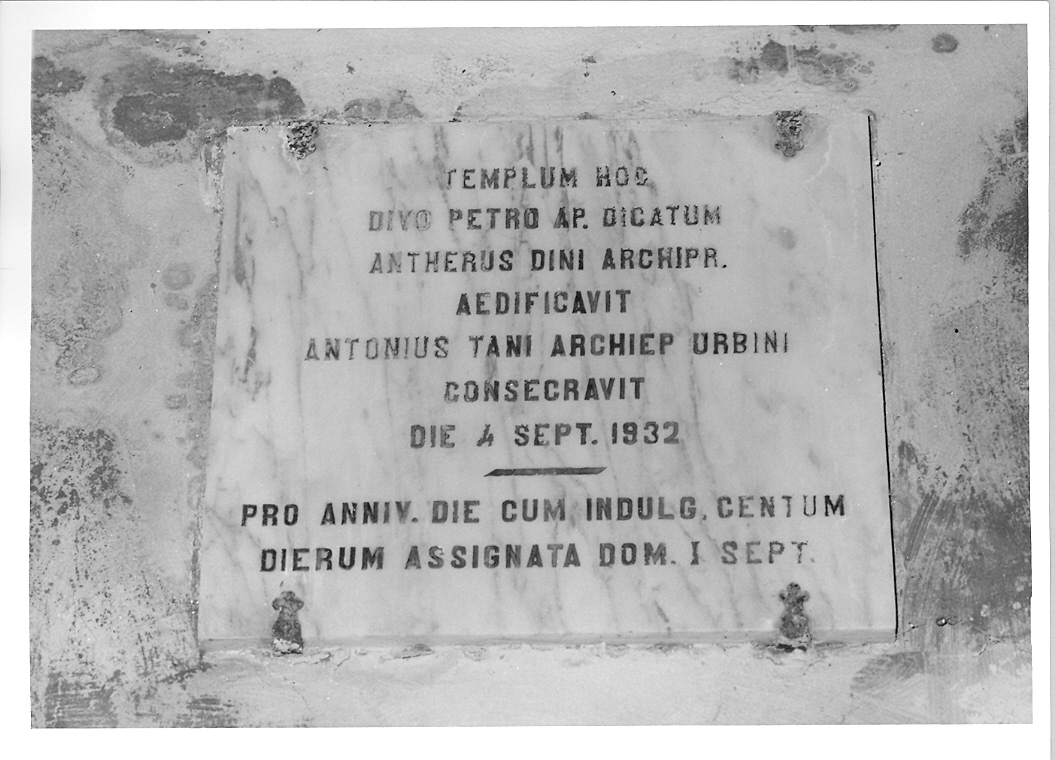 TEMPLUM HOC
DIVO PETRO AP. DICATUM
ANTHERUS DINI ARCHIPR.
AEDIFICAVIT
ANTONIUS TANI ARCHIEP URBINI
CONSECRAVIT
DIE 4 SEPT. 1932
PRO ANNIV. DIE CUM INDULG. CENTUM
DIERUM ASSIGNATA DOM. I SEPT.